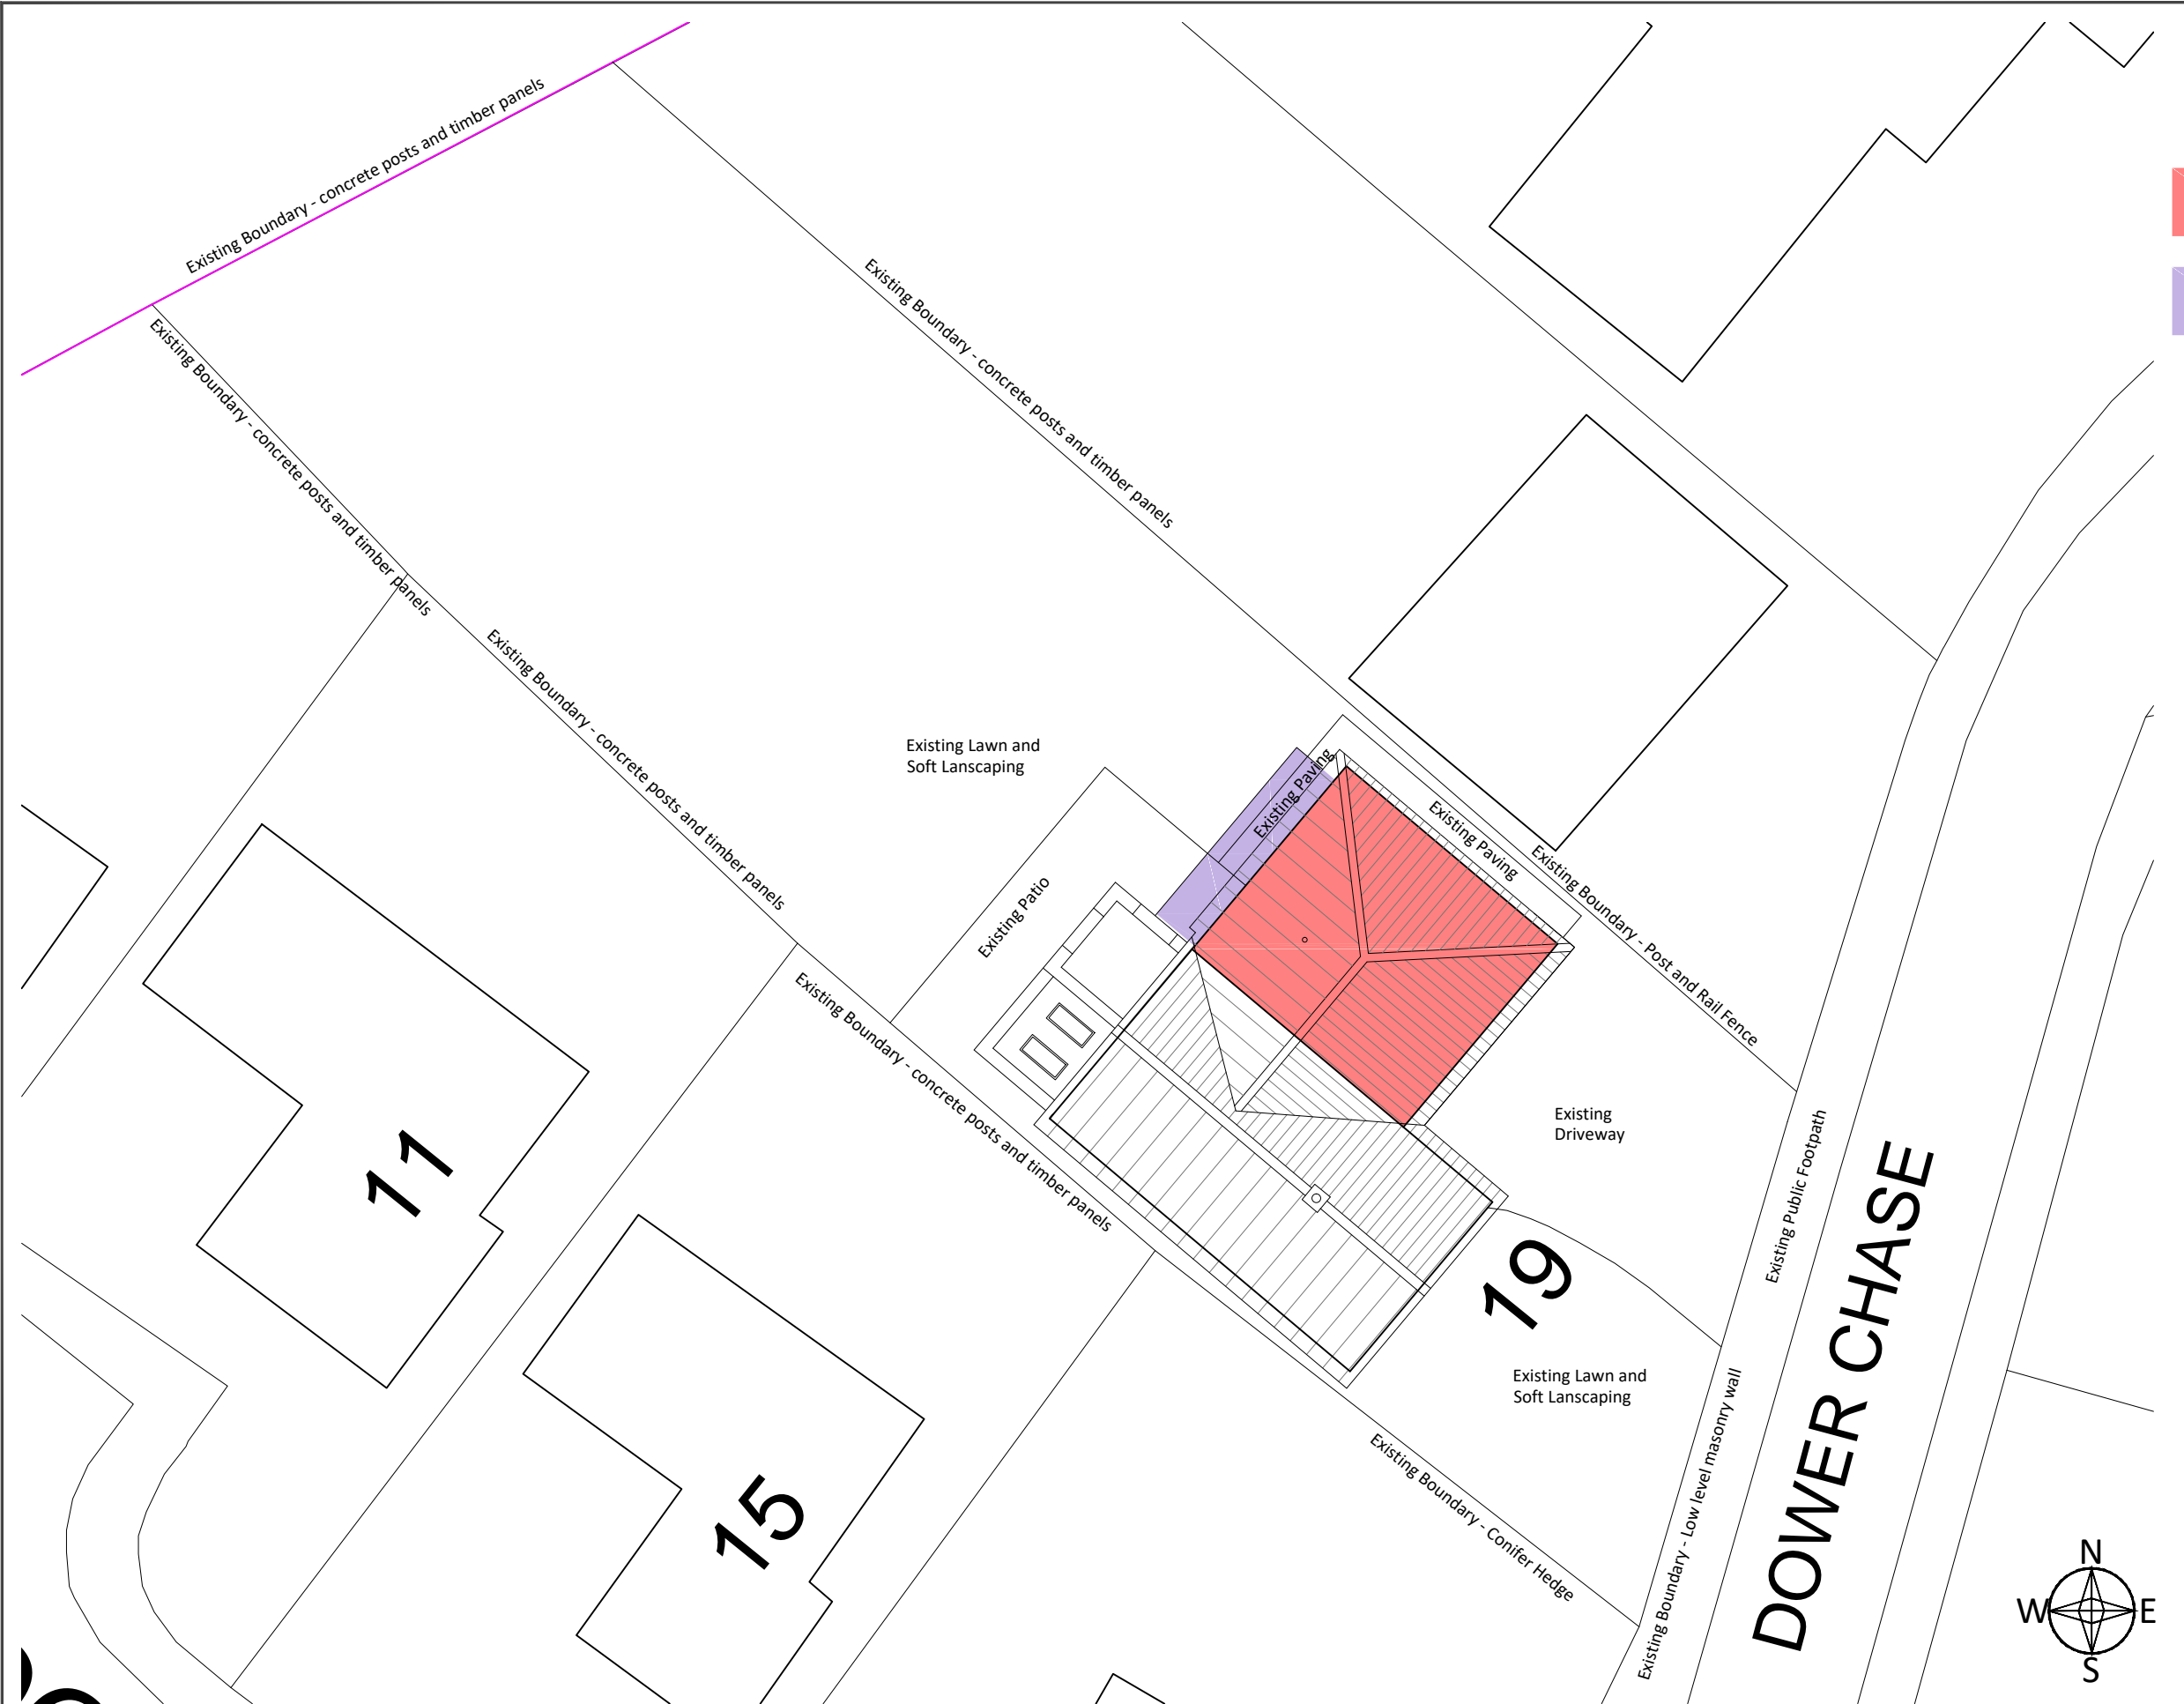 Existing Boundary - concrete posts and timber panels
Existing Boundary - concrete posts and timber panels
Existing Boundary - concrete posts and timber panels
Existing Boundary - concrete posts and timber panels
Existing Lawn and
Soft Lanscaping
Existing Paving
Existing Paving
Existing Boundary - Post and Rail Fence
Existing Patio
Existing Boundary - concrete posts and timber panels
Existing
Driveway
Existing Public Footpath
11
19
DOWER CHASE
Existing Lawn and
Soft Lanscaping
Existing Boundary - Low level masonry wall
Existing Boundary - Conifer Hedge
15
N
W
E
S